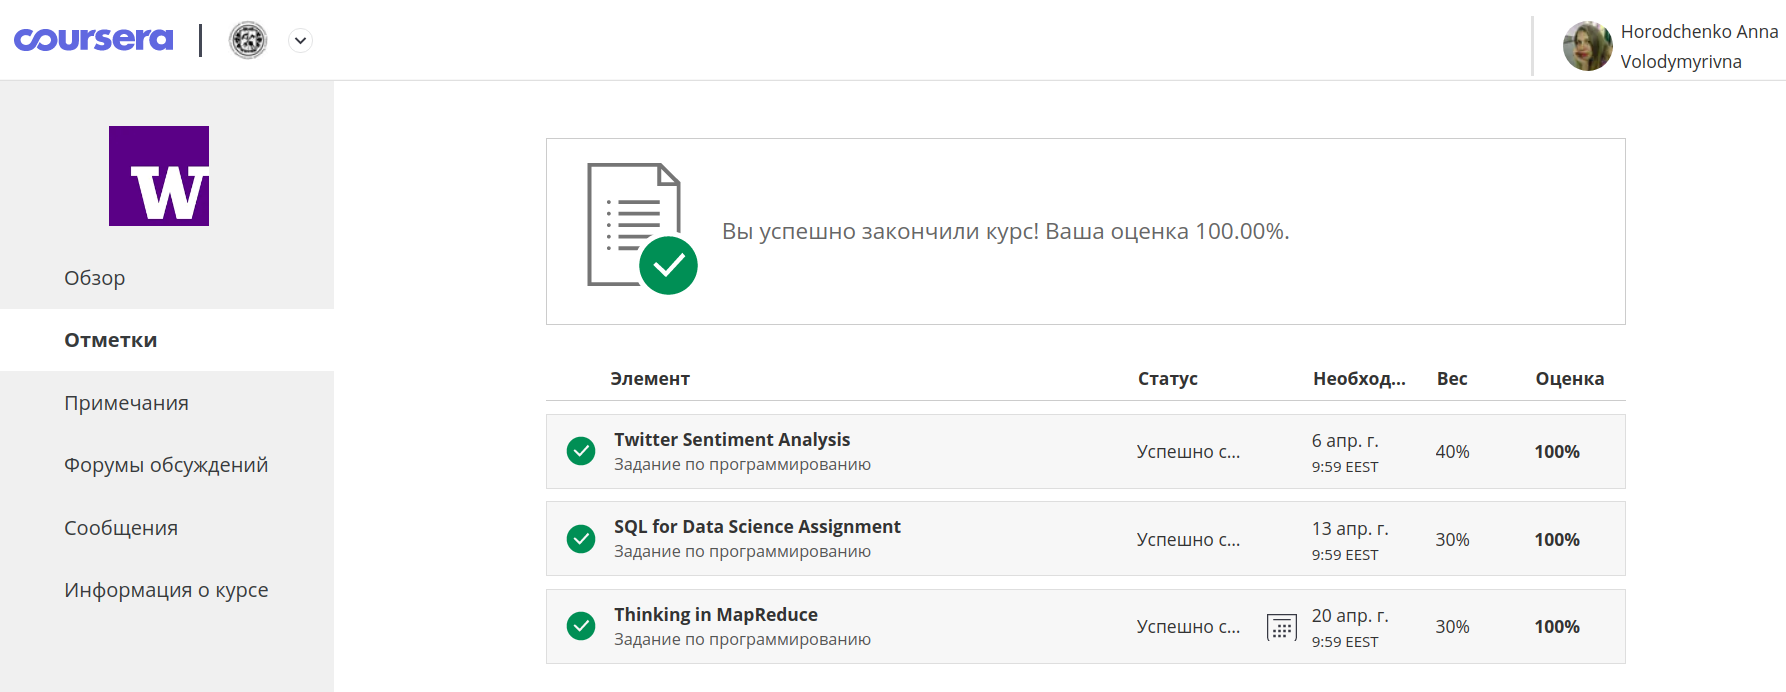 coursera
Horodchenko Anna
Volodymyrivna
W
Обзор
Отметки
Примечания
Форумы обсуждений
Сообщения
Информация о курсе
Вы успешно закончили курс! Ваша оценка 100.00%.
Элемент Статус Необход... Вес Оценка
Twitter Sentiment Analysis
Задание по программированию
Успешно с...
6 апр. г.
9:59 EEST
40%
100%
SQL for Data Science Assignment
Задание по программированию
Успешно с...
13 апр. г.
9:59 EEST
30%
100%
Thinking in MapReduce
Задание по программированию
Успешно с...
20 апр. г.
9:59 EEST
30%
100%